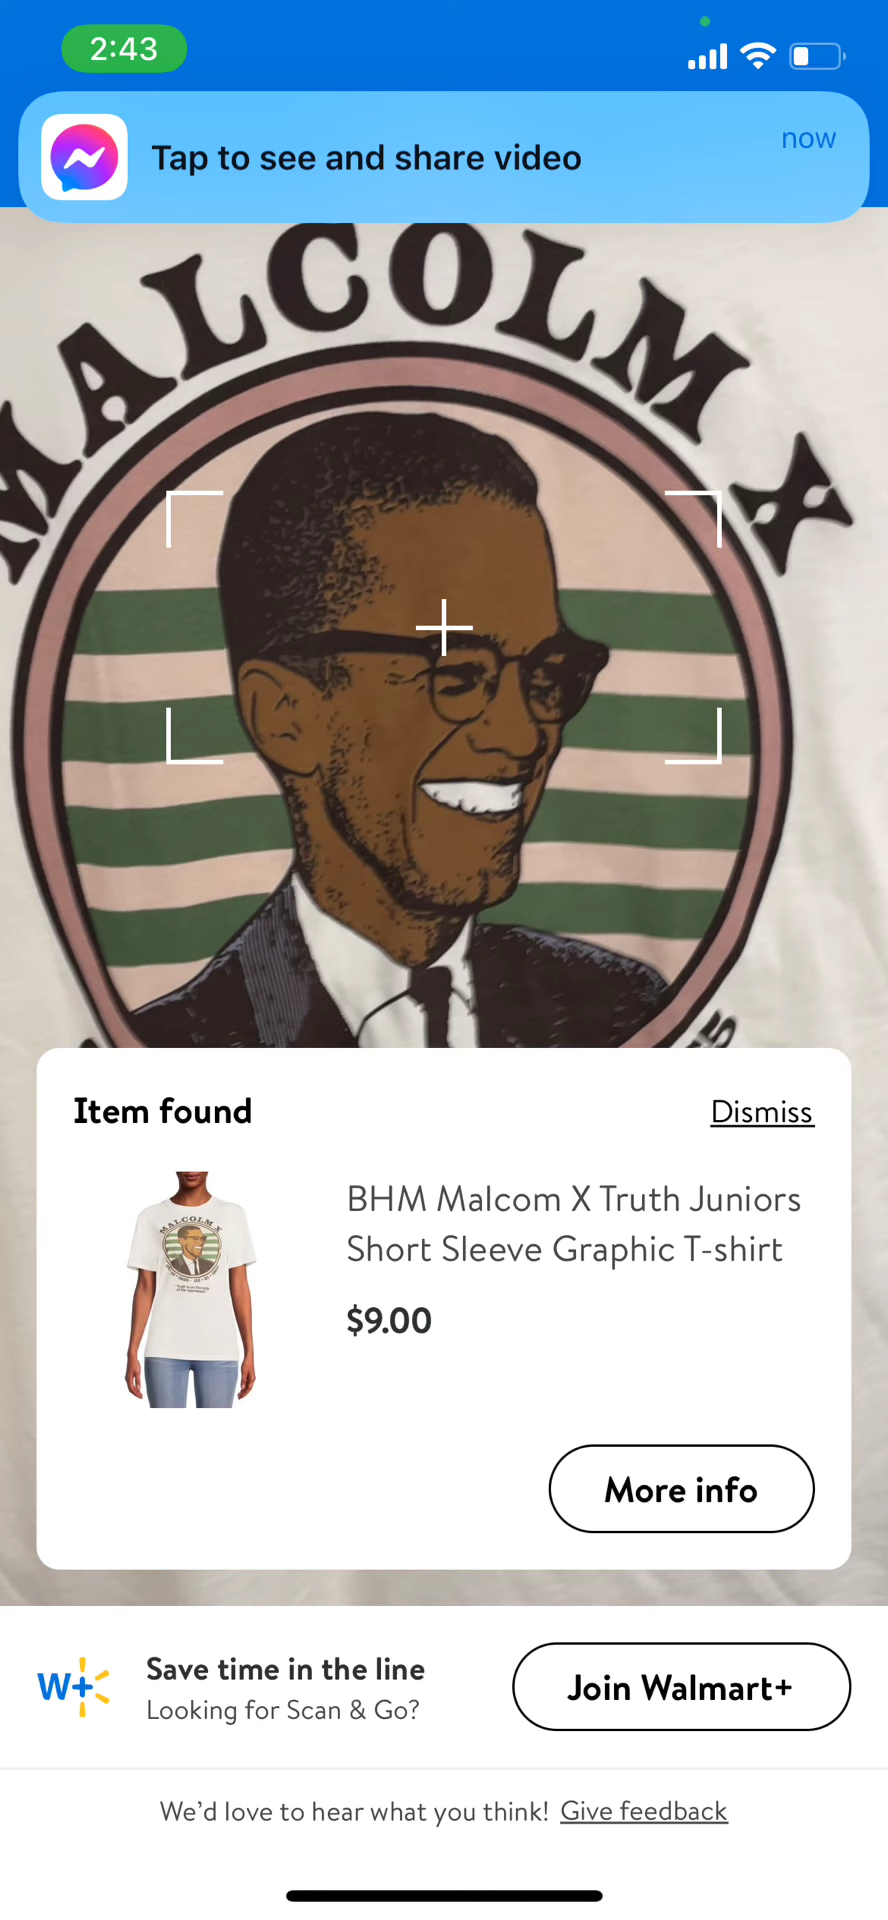 2:43
Tap to see and share video
now
MALCOLM X
Item found
Dismiss
MALCOLM X
BHM Malcom X Truth Juniors
Short Sleeve Graphic T-shirt
$9.00
More info
W+
Save time in the line
Looking for Scan & Go?
Join Walmart+
We'd love to hear what you think! Give feedback